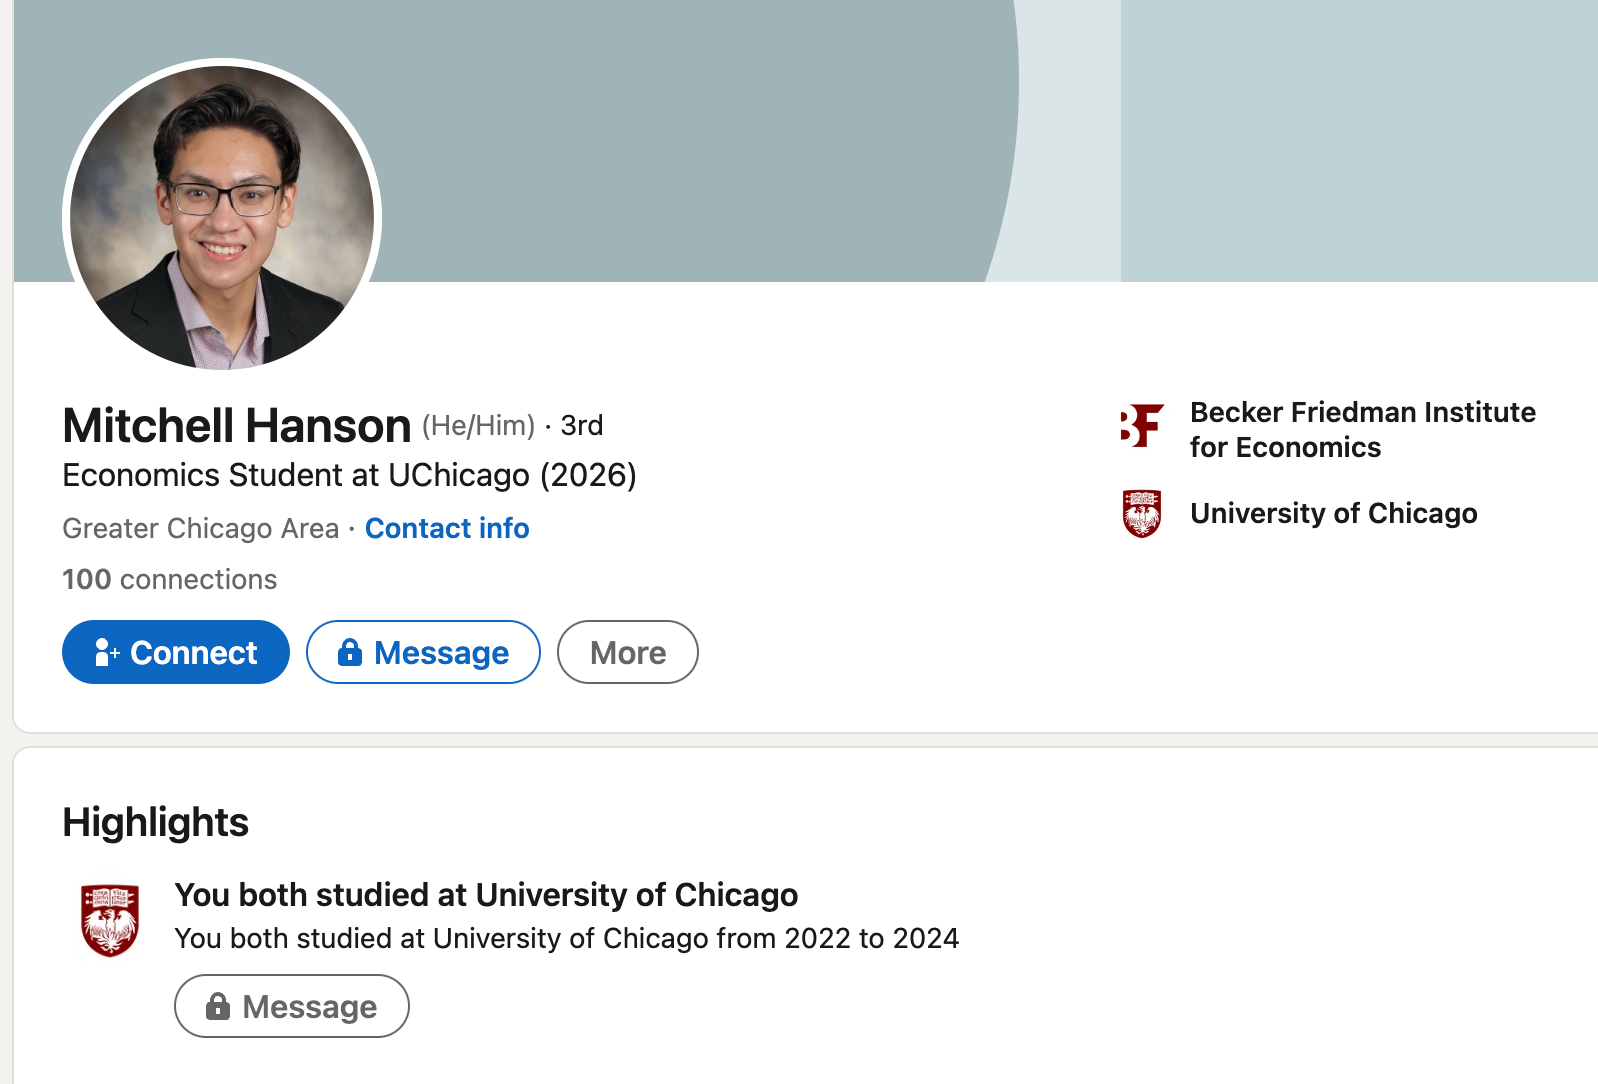 Mitchell Hanson (He/Him) · 3rd
Economics Student at UChicago (2026)
Greater Chicago Area · Contact info
100 connections
Connect
Message
More
BF
Becker Friedman Institute
for Economics
University of Chicago
Highlights
You both studied at University of Chicago
You both studied at University of Chicago from 2022 to 2024
Message